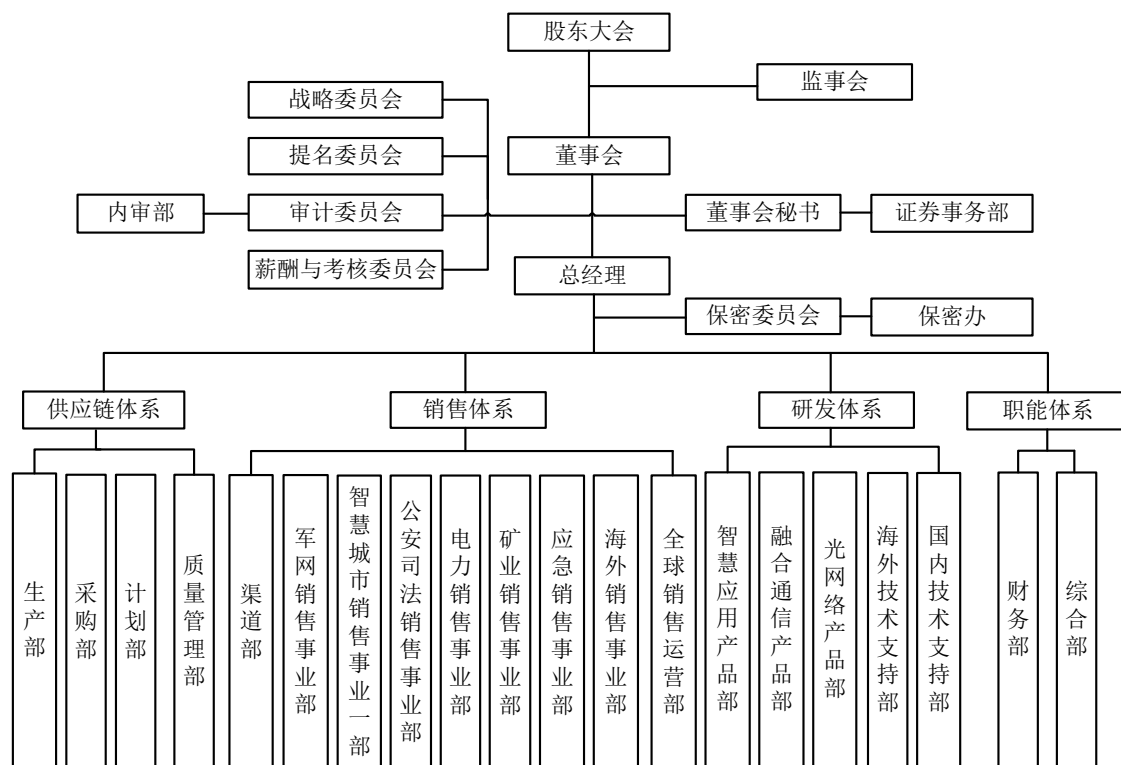 股东大会
监事会
战略委员会
提名委员会
董事会
内审部
审计委员会
董事会秘书
证券事务部
薪酬与考核委员会
总经理
保密委员会
保密办
供应链体系
销售体系
研发体系
职能体系
生产部
采购部
计划部
质量管理部
渠道部
军网销售事业部
智慧城市销售事业一部
公安司法销售事业部
电力销售事业部
矿业销售事业部
应急销售事业部
海外销售事业部
全球销售运营部
智慧应用产品部
融合通信产品部
光网络产品部
海外技术支持部
国内技术支持部
财务部
综合部